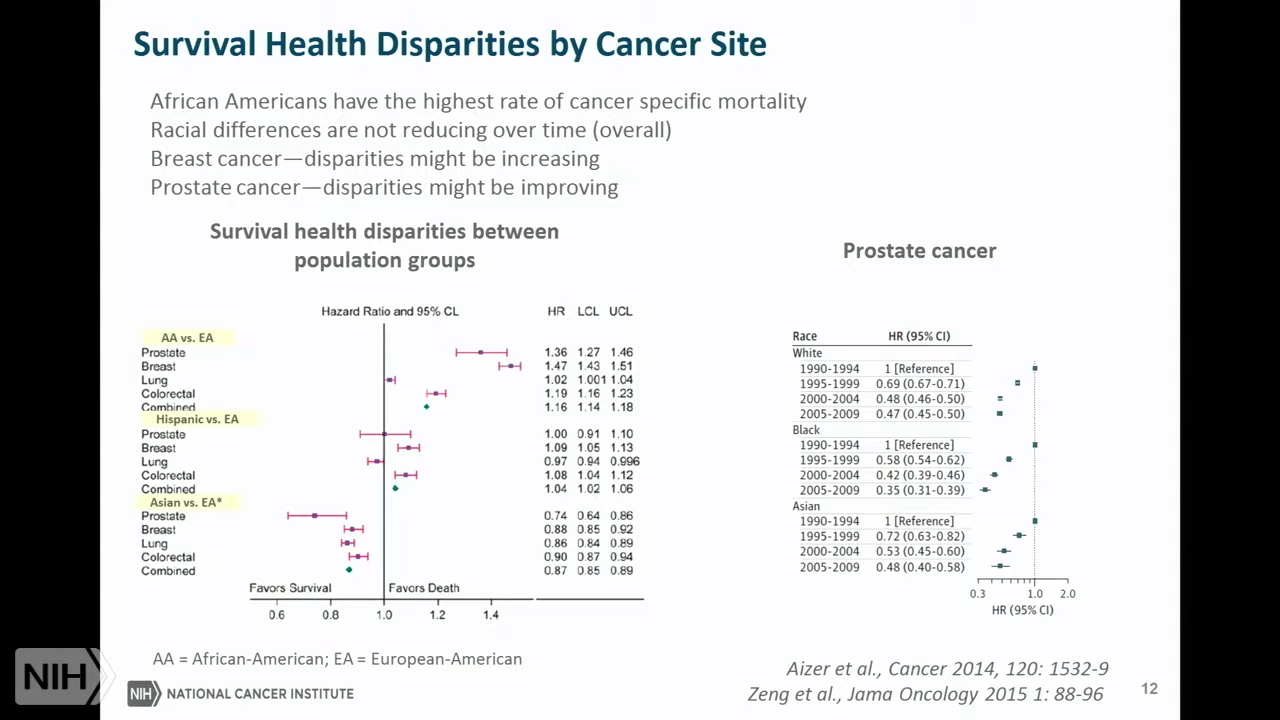 Survival Health Disparities by Cancer Site
African Americans have the highest rate of cancer specific mortality
Racial differences are not reducing over time (overall)
Breast cancer—disparities might be increasing
Prostate cancer—disparities might be improving
Survival health disparities between
population groups
Hazard Ratio and 95% CL HR LCL UCL
AA vs. EA
Prostate 1.36 1.27 1.46
Breast 1.47 1.43 1.51
Lung 1.02 1.001 1.04
Colorectal 1.19 1.16 1.23
Combined 1.16 1.14 1.18
Hispanic vs. EA
Prostate 1.00 0.91 1.10
Breast 1.09 1.05 1.13
Lung 0.97 0.94 0.996
Colorectal 1.08 1.04 1.12
Combined 1.04 1.02 1.06
Asian vs. EA*
Prostate 0.74 0.64 0.86
Breast 0.88 0.85 0.92
Lung 0.86 0.84 0.89
Colorectal 0.90 0.87 0.94
Combined 0.87 0.85 0.89
Favors Survival Favors Death
0.6 0.8 1.0 1.2 1.4
AA = African-American; EA = European-American
Prostate cancer
Race HR (95% CI)
White
1990-1994 1 [Reference]
1995-1999 0.69 (0.67-0.71)
2000-2004 0.48 (0.46-0.50)
2005-2009 0.47 (0.45-0.50)
Black
1990-1994 1 [Reference]
1995-1999 0.58 (0.54-0.62)
2000-2004 0.42 (0.39-0.46)
2005-2009 0.35 (0.31-0.39)
Asian
1990-1994 1 [Reference]
1995-1999 0.72 (0.63-0.82)
2000-2004 0.53 (0.45-0.60)
2005-2009 0.48 (0.40-0.58)
0.3 1.0 2.0
HR (95% CI)
Aizer et al., Cancer 2014, 120: 1532-9
Zeng et al., Jama Oncology 2015 1: 88-96
12
NIH
NIH NATIONAL CANCER INSTITUTE